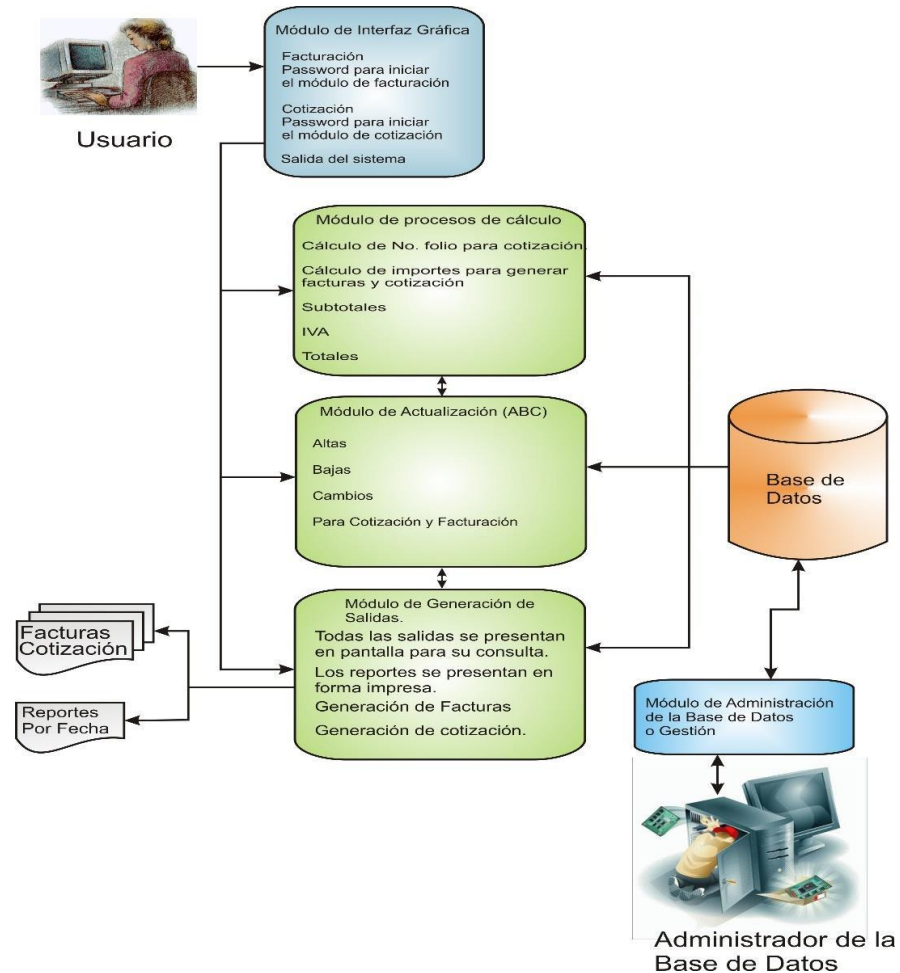 Usuario
Módulo de Interfaz Gráfica
Facturación
Password para iniciar
el módulo de facturación
Cotización
Password para iniciar
el módulo de cotización
Salida del sistema
Módulo de procesos de cálculo
Cálculo de No. folio para cotización.
Cálculo de importes para generar
facturas y cotización
Subtotales
IVA
Totales
Módulo de Actualización (ABC)
Altas
Bajas
Cambios
Para Cotización y Facturación
Base de
Datos
Módulo de Generación de
Salidas.
Todas las salidas se presentan
en pantalla para su consulta.
Los reportes se presentan en
forma impresa.
Generación de Facturas
Generación de cotización.
Facturas
Cotización
Reportes
Por Fecha
Módulo de Administración
de la Base de Datos
o Gestión
Administrador de la
Base de Datos